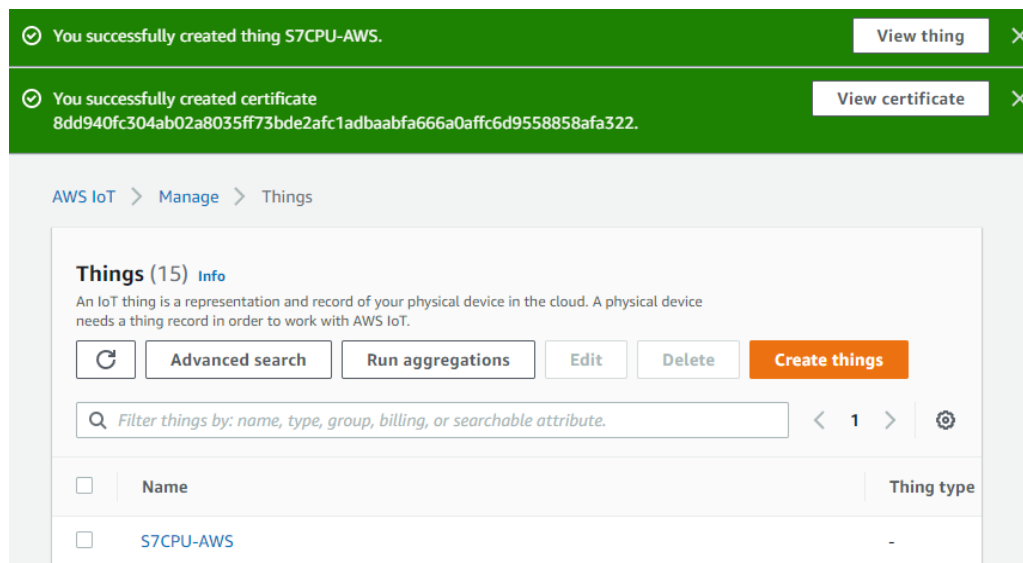 You successfully created thing S7CPU-AWS.
View thing
You successfully created certificate
8dd940fc304ab02a8035ff73bde2afc1adbaabfa666a0affc6d9558858afa322.
View certificate
AWS IoT > Manage > Things
Things (15) Info
An IoT thing is a representation and record of your physical device in the cloud. A physical device
needs a thing record in order to work with AWS IoT.
Advanced search
Run aggregations
Edit
Delete
Create things
Filter things by: name, type, group, billing, or searchable attribute.
1
Name
Thing type
S7CPU-AWS
-